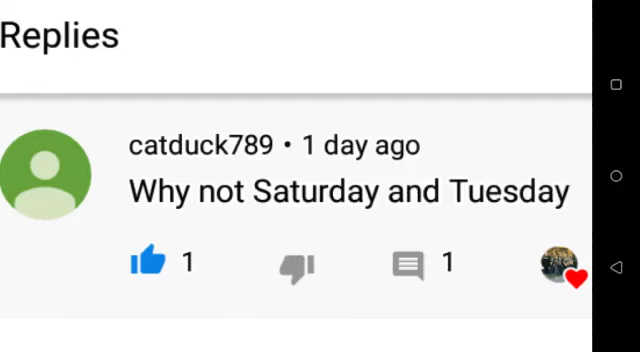 Replies
catduck789 • 1 day ago
Why not Saturday and Tuesday
1 1